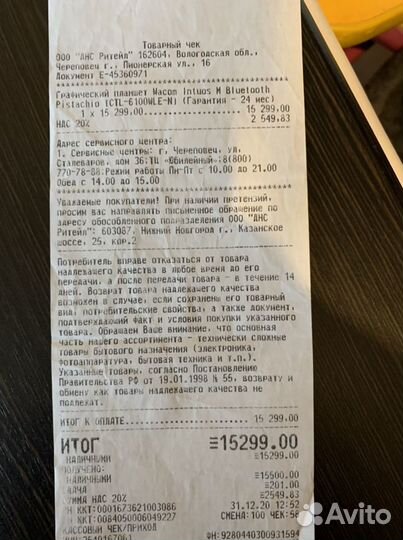 Товарный чек
ООО "ДНС Ритейл" 162604, Вологодская обл.,
Череповец г., Пионерская ул., 16
Документ Е-45360971
Графический планшет Wacom Intuos M Bluetooth
Pistachio (CTL-6100WLE-N) (Гарантия - 24 мес)
1 x 15 299.00 15 299.00
НДС 20% 2 549.83
Адрес сервисного центра:
1. Сервисные центры: г. Череповец, ул.
Сталеваров, дом 36:ТЦ «Юбилейный»:8(800)
770-78-88:Режим работы Пн-Пт с 10.00 до 21.00
Обед с 14.00 до 15.00
Уважаемые покупатели! При наличии претензий,
просим вас направлять письменное обращение по
адресу обособленного подразделения ООО "ДНС
Ритейл": 603087, Нижний Новгород г., Казанское
шоссе, 25, кор.2
Потребитель вправе отказаться от товара
надлежащего качества в любое время до его
передачи, а после передачи товара - в течение 14
дней. Возврат товара надлежащего качества
возможен в случае, если сохранены его товарный
вид, потребительские свойства, а также документ,
подтверждающий факт и условия покупки указанного
товара. Обращаем Ваше внимание, что основная
часть нашего ассортимента - технически сложные
товары бытового назначения (электроника,
фотоаппаратура, бытовая техника и т.п.).
Указанные товары, согласно Постановлению
Правительства РФ от 19.01.1998 № 55, возврату и
обмену как товары надлежащего качества не
подлежат.
ИТОГ К ОПЛАТЕ 15 299.00
ИТОГ ≡15299.00
НАЛИЧНЫМИ ≡15299.00
ПОЛУЧЕНО:
НАЛИЧНЫМИ ≡15500.00
СДАЧА ≡201.00
СУММА НДС 20% ≡2549.83
ЗН ККТ:0001673621003086 31.12.20 12:52
РН ККТ:0084050006049227 СМЕНА:100 ЧЕК:58
КАССОВЫЙ ЧЕК/ПРИХОД ФН:9280440300931594
Avito